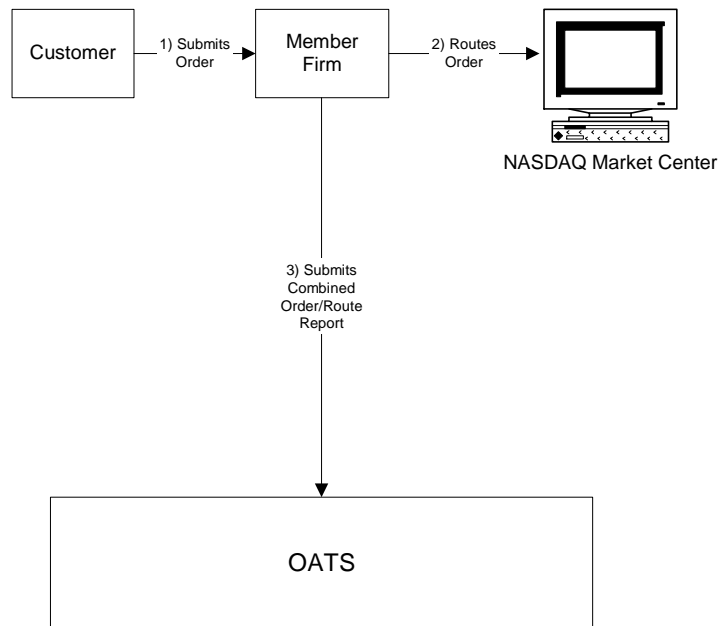 Customer
1) Submits
Order
Member
Firm
2) Routes
Order
NASDAQ Market Center
3) Submits
Combined
Order/Route
Report
OATS